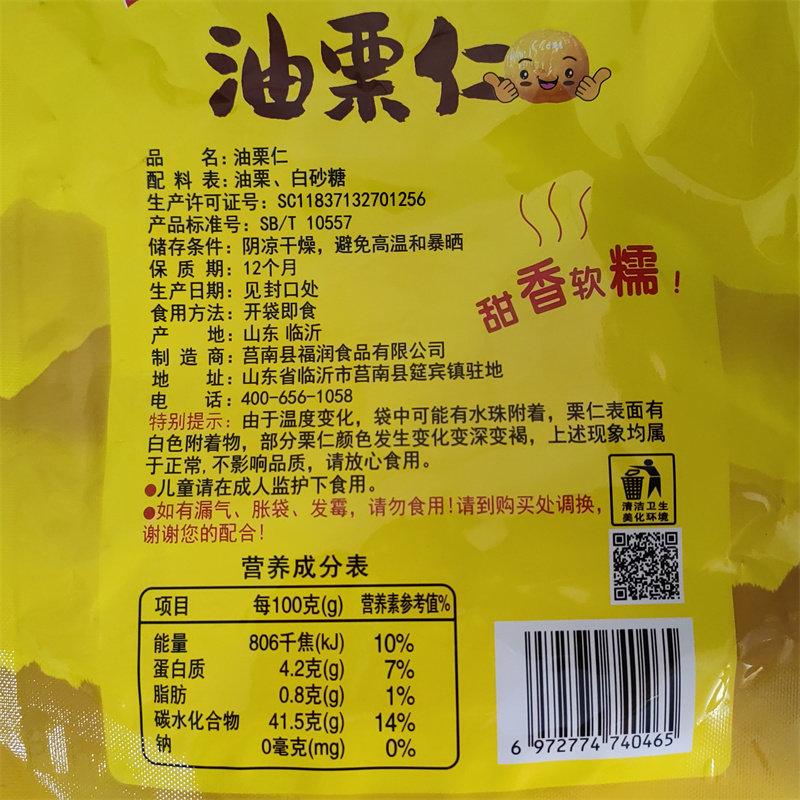 油栗仁
品 名:油栗仁
配 料 表:油栗、白砂糖
生产许可证号:SC11837132701256
产品标准号:SB/T 10557
储存条件:阴凉干燥，避免高温和暴晒
保 质 期:12个月
生产日期:见封口处
食用方法:开袋即食
产 地:山东 临沂
制 造 商:莒南县福润食品有限公司
地 址:山东省临沂市莒南县筵宾镇驻地
电 话:400-656-1058
甜香软糯!
特别提示:由于温度变化，袋中可能有水珠附着，栗仁表面有
白色附着物，部分栗仁颜色发生变化变深变褐，上述现象均属
于正常,不影响品质，请放心食用。
●儿童请在成人监护下食用。
●如有漏气、胀袋、发霉，请勿食用!请到购买处调换，
谢谢您的配合!
清洁卫生
美化环境
营养成分表
项目 每100克(g) 营养素参考值%
能量 806千焦(kJ) 10%
蛋白质 4.2克(g) 7%
脂肪 0.8克(g) 1%
碳水化合物 41.5克(g) 14%
钠 0毫克(mg) 0%
6 972774 740465